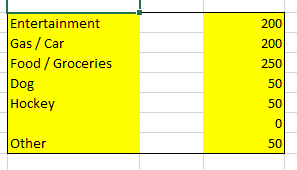 Entertainment 200
Gas / Car 200
Food / Groceries 250
Dog 50
Hockey 50
0
Other 50